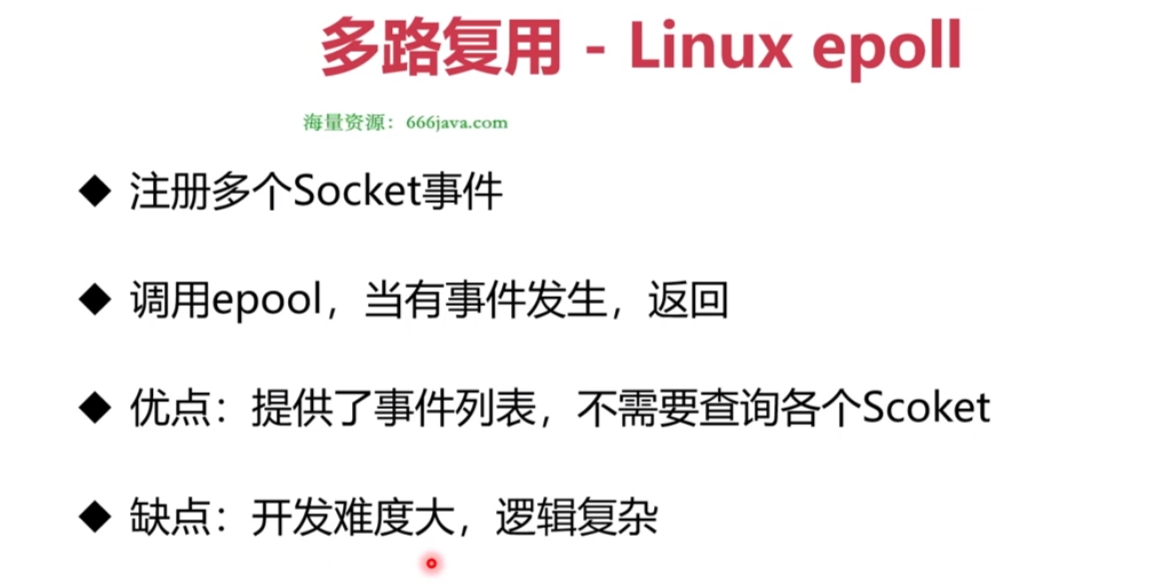 多路复用 - Linux epoll
海量资源：666java.com
◆ 注册多个Socket事件
◆ 调用epool，当有事件发生，返回
◆ 优点：提供了事件列表，不需要查询各个Scoket
◆ 缺点：开发难度大，逻辑复杂